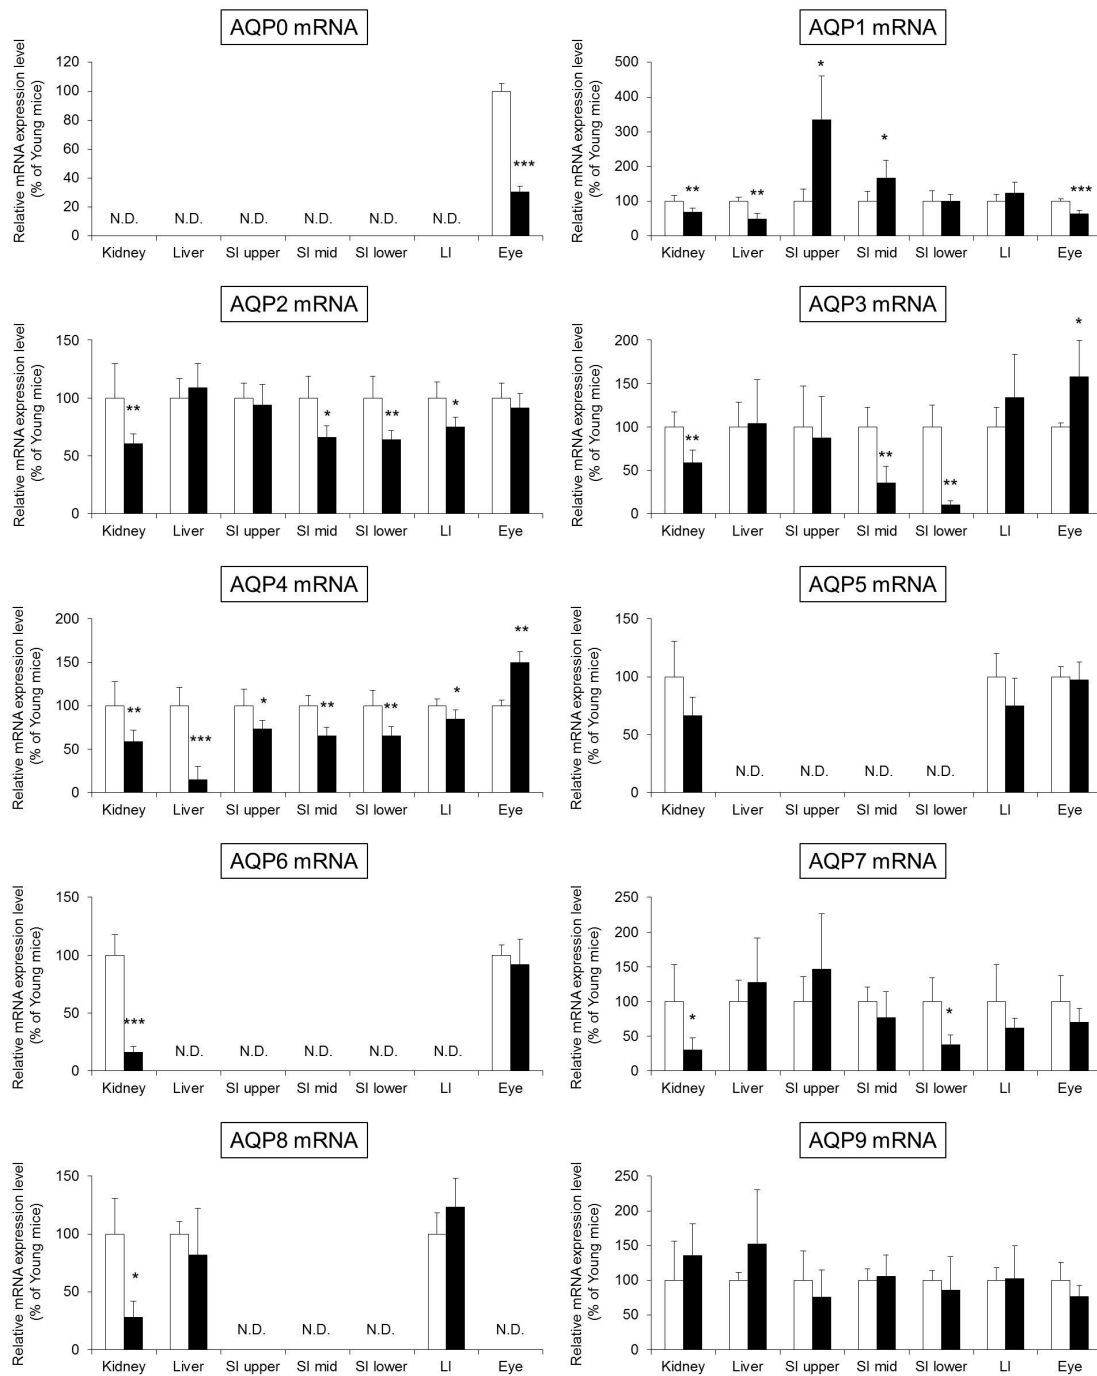 AQP0 mRNA
Relative mRNA expression level
(% of Young mice)
120
100
80
60
40
20
0
***
N.D. N.D. N.D. N.D. N.D. N.D.
Kidney Liver SI upper SI mid SI lower LI Eye
AQP1 mRNA
Relative mRNA expression level
(% of Young mice)
500
400
300
200
100
0
** ** * * ***
Kidney Liver SI upper SI mid SI lower LI Eye
AQP2 mRNA
Relative mRNA expression level
(% of Young mice)
150
100
50
0
** * ** *
Kidney Liver SI upper SI mid SI lower LI Eye
AQP3 mRNA
Relative mRNA expression level
(% of Young mice)
200
150
100
50
0
** ** ** *
Kidney Liver SI upper SI mid SI lower LI Eye
AQP4 mRNA
Relative mRNA expression level
(% of Young mice)
200
150
100
50
0
** *** * ** ** * **
Kidney Liver SI upper SI mid SI lower LI Eye
AQP5 mRNA
Relative mRNA expression level
(% of Young mice)
150
100
50
0
N.D. N.D. N.D. N.D.
Kidney Liver SI upper SI mid SI lower LI Eye
AQP6 mRNA
Relative mRNA expression level
(% of Young mice)
150
100
50
0
***
N.D. N.D. N.D. N.D. N.D.
Kidney Liver SI upper SI mid SI lower LI Eye
AQP7 mRNA
Relative mRNA expression level
(% of Young mice)
250
200
150
100
50
0
* *
Kidney Liver SI upper SI mid SI lower LI Eye
AQP8 mRNA
Relative mRNA expression level
(% of Young mice)
150
100
50
0
*
N.D. N.D. N.D. N.D.
Kidney Liver SI upper SI mid SI lower LI Eye
AQP9 mRNA
Relative mRNA expression level
(% of Young mice)
250
200
150
100
50
0
Kidney Liver SI upper SI mid SI lower LI Eye